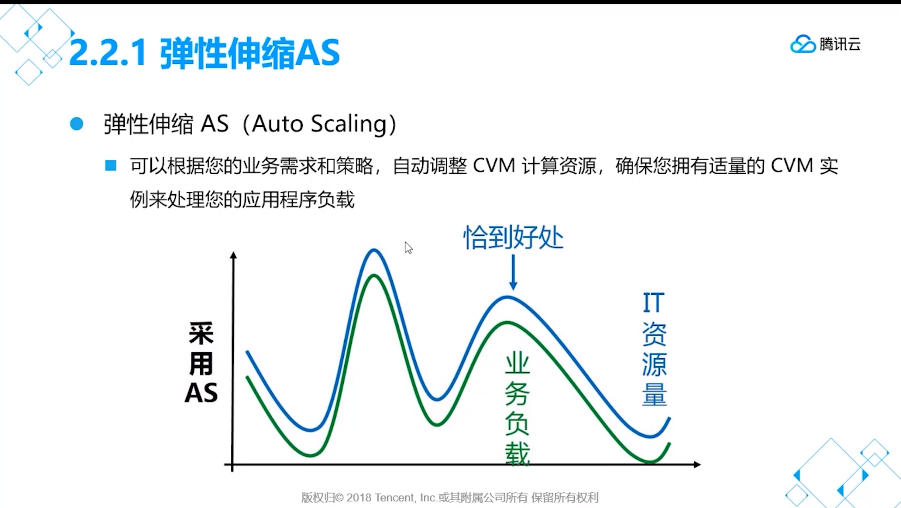 2.2.1 弹性伸缩AS
腾讯云
弹性伸缩 AS（Auto Scaling）
可以根据您的业务需求和策略，自动调整 CVM 计算资源，确保您拥有适量的 CVM 实
例来处理您的应用程序负载
恰到好处
采
用
AS
业
务
负
载
IT
资
源
量
版权归© 2018 Tencent, Inc.或其附属公司所有 保留所有权利